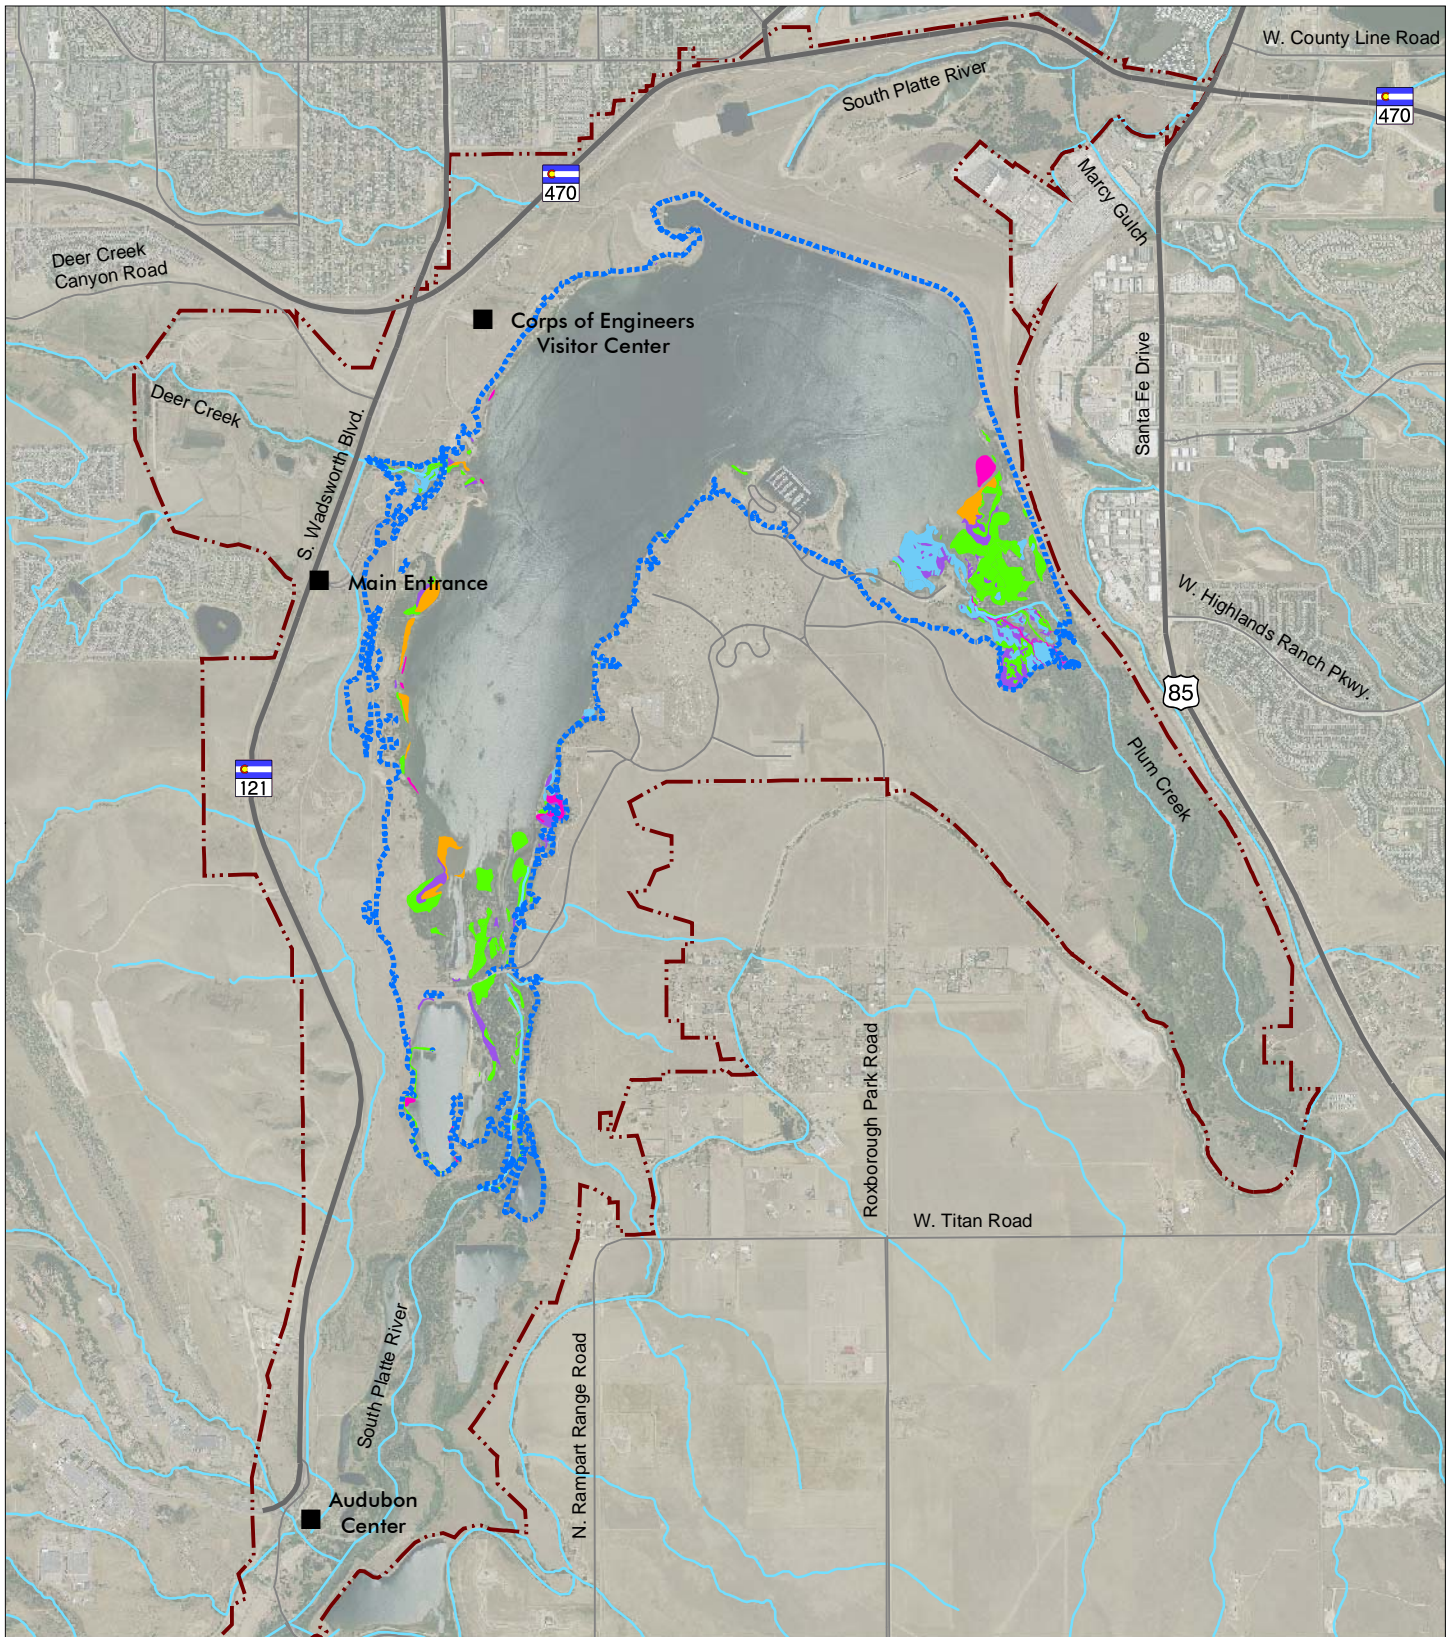 W. County Line Road
South Platte River
470
470
Marcy Gulch
Deer Creek
Canyon Road
Corps of Engineers
Visitor Center
Santa Fe Drive
Deer Creek
S. Wadsworth Blvd.
Main Entrance
W. Highlands Ranch Pkwy.
85
121
Plum Creek
Roxborough Park Road
W. Titan Road
South Platte River
N. Rampart Range Road
Audubon
Center